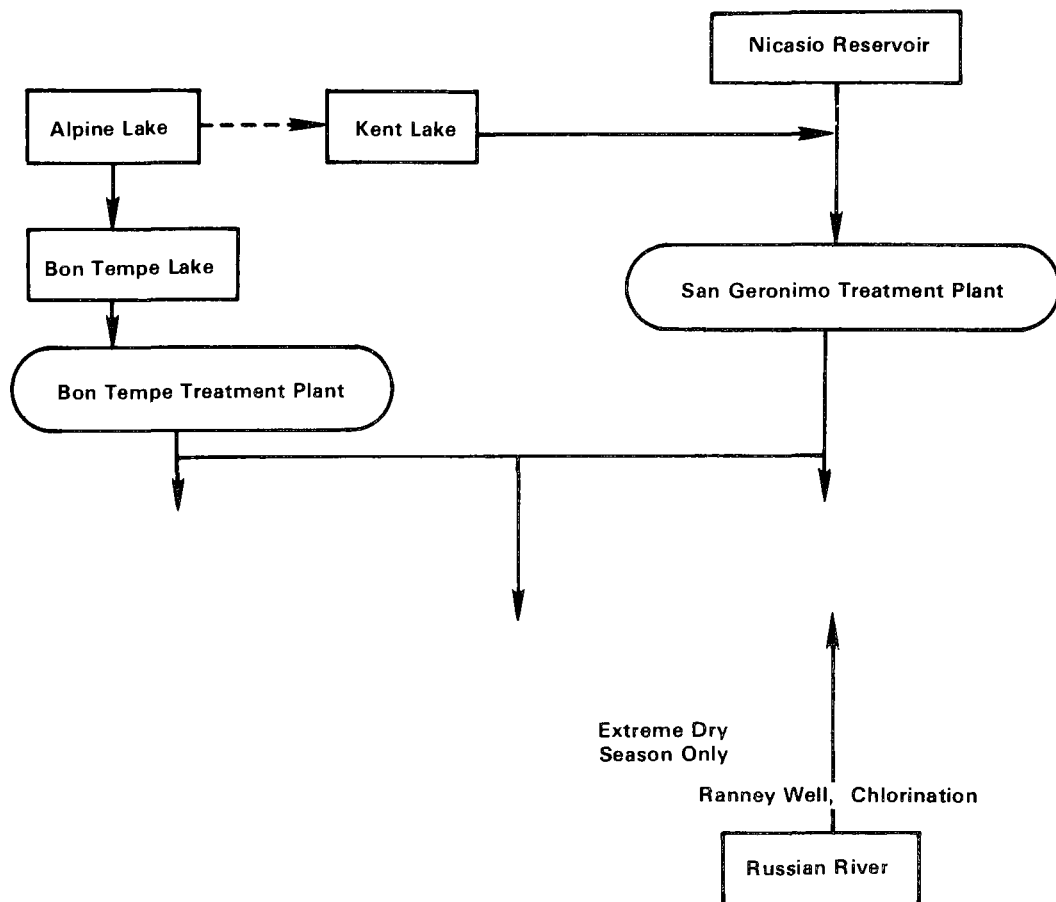 Nicasio Reservoir
Alpine Lake
Kent Lake
Bon Tempe Lake
San Geronimo Treatment Plant
Bon Tempe Treatment Plant
Extreme Dry
Season Only
Ranney Well, Chlorination
Russian River